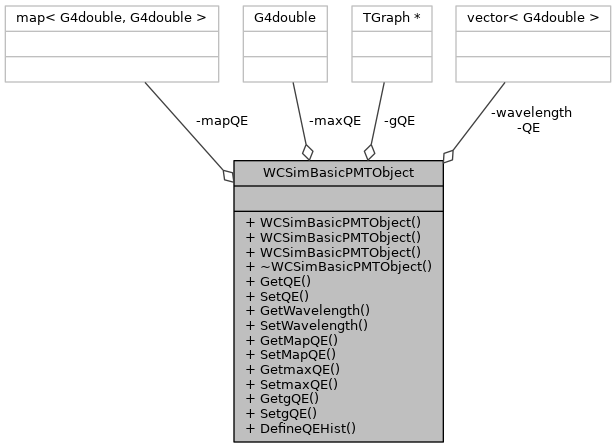 map< G4double, G4double >
G4double
TGraph *
vector< G4double >
-mapQE
-maxQE
-gQE
-wavelength
-QE
WCSimBasicPMTObject
+ WCSimBasicPMTObject()
+ WCSimBasicPMTObject()
+ WCSimBasicPMTObject()
+ ~WCSimBasicPMTObject()
+ GetQE()
+ SetQE()
+ GetWavelength()
+ SetWavelength()
+ GetMapQE()
+ SetMapQE()
+ GetmaxQE()
+ SetmaxQE()
+ GetgQE()
+ SetgQE()
+ DefineQEHist()